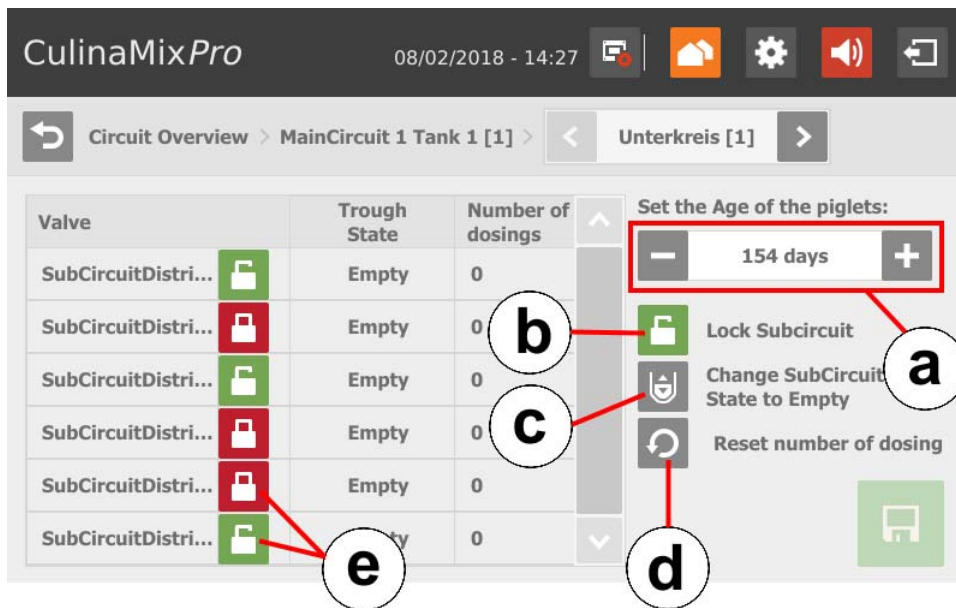 CulinaMixPro
08/02/2018 - 14:27
Circuit Overview > MainCircuit 1 Tank 1 [1] > < Unterkreis [1] >
Valve
Trough
State
Number of
dosings
SubCircuitDistri... Empty 0
SubCircuitDistri... Empty 0
SubCircuitDistri... Empty 0
SubCircuitDistri... Empty 0
SubCircuitDistri... Empty 0
SubCircuitDistri... 0
Set the Age of the piglets:
− 154 days +
Lock Subcircuit
Change SubCircuit
State to Empty
Reset number of dosing
a
b
c
d
e